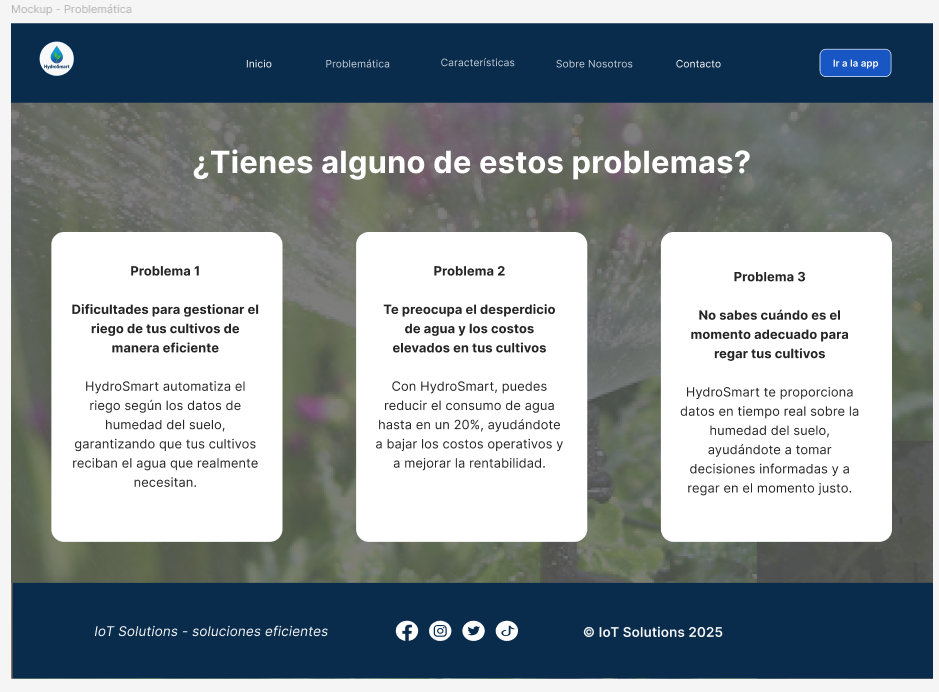 Mockup - Problemática
HydroSmart
Inicio
Problemática
Características
Sobre Nosotros
Contacto
Ir a la app
¿Tienes alguno de estos problemas?
Problema 1
Dificultades para gestionar el
riego de tus cultivos de
manera eficiente
HydroSmart automatiza el
riego según los datos de
humedad del suelo,
garantizando que tus cultivos
reciban el agua que realmente
necesitan.
Problema 2
Te preocupa el desperdicio
de agua y los costos
elevados en tus cultivos
Con HydroSmart, puedes
reducir el consumo de agua
hasta en un 20%, ayudándote
a bajar los costos operativos y
a mejorar la rentabilidad.
Problema 3
No sabes cuándo es el
momento adecuado para
regar tus cultivos
HydroSmart te proporciona
datos en tiempo real sobre la
humedad del suelo,
ayudándote a tomar
decisiones informadas y a
regar en el momento justo.
IoT Solutions - soluciones eficientes
© IoT Solutions 2025